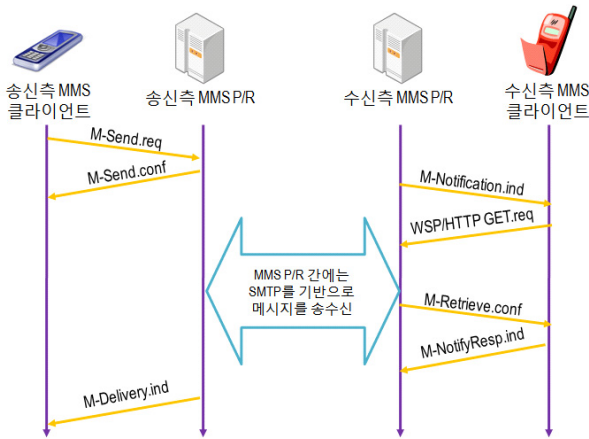 송신측 MMS
클라이언트
송신측 MMS P/R
수신측 MMS P/R
수신측 MMS
클라이언트
M-Send.req
M-Send.conf
M-Notification.ind
WSP/HTTP GET.req
MMS P/R 간에는
SMTP를 기반으로
메시지를 송수신
M-Retrieve.conf
M-NotifyResp.ind
M-Delivery.ind